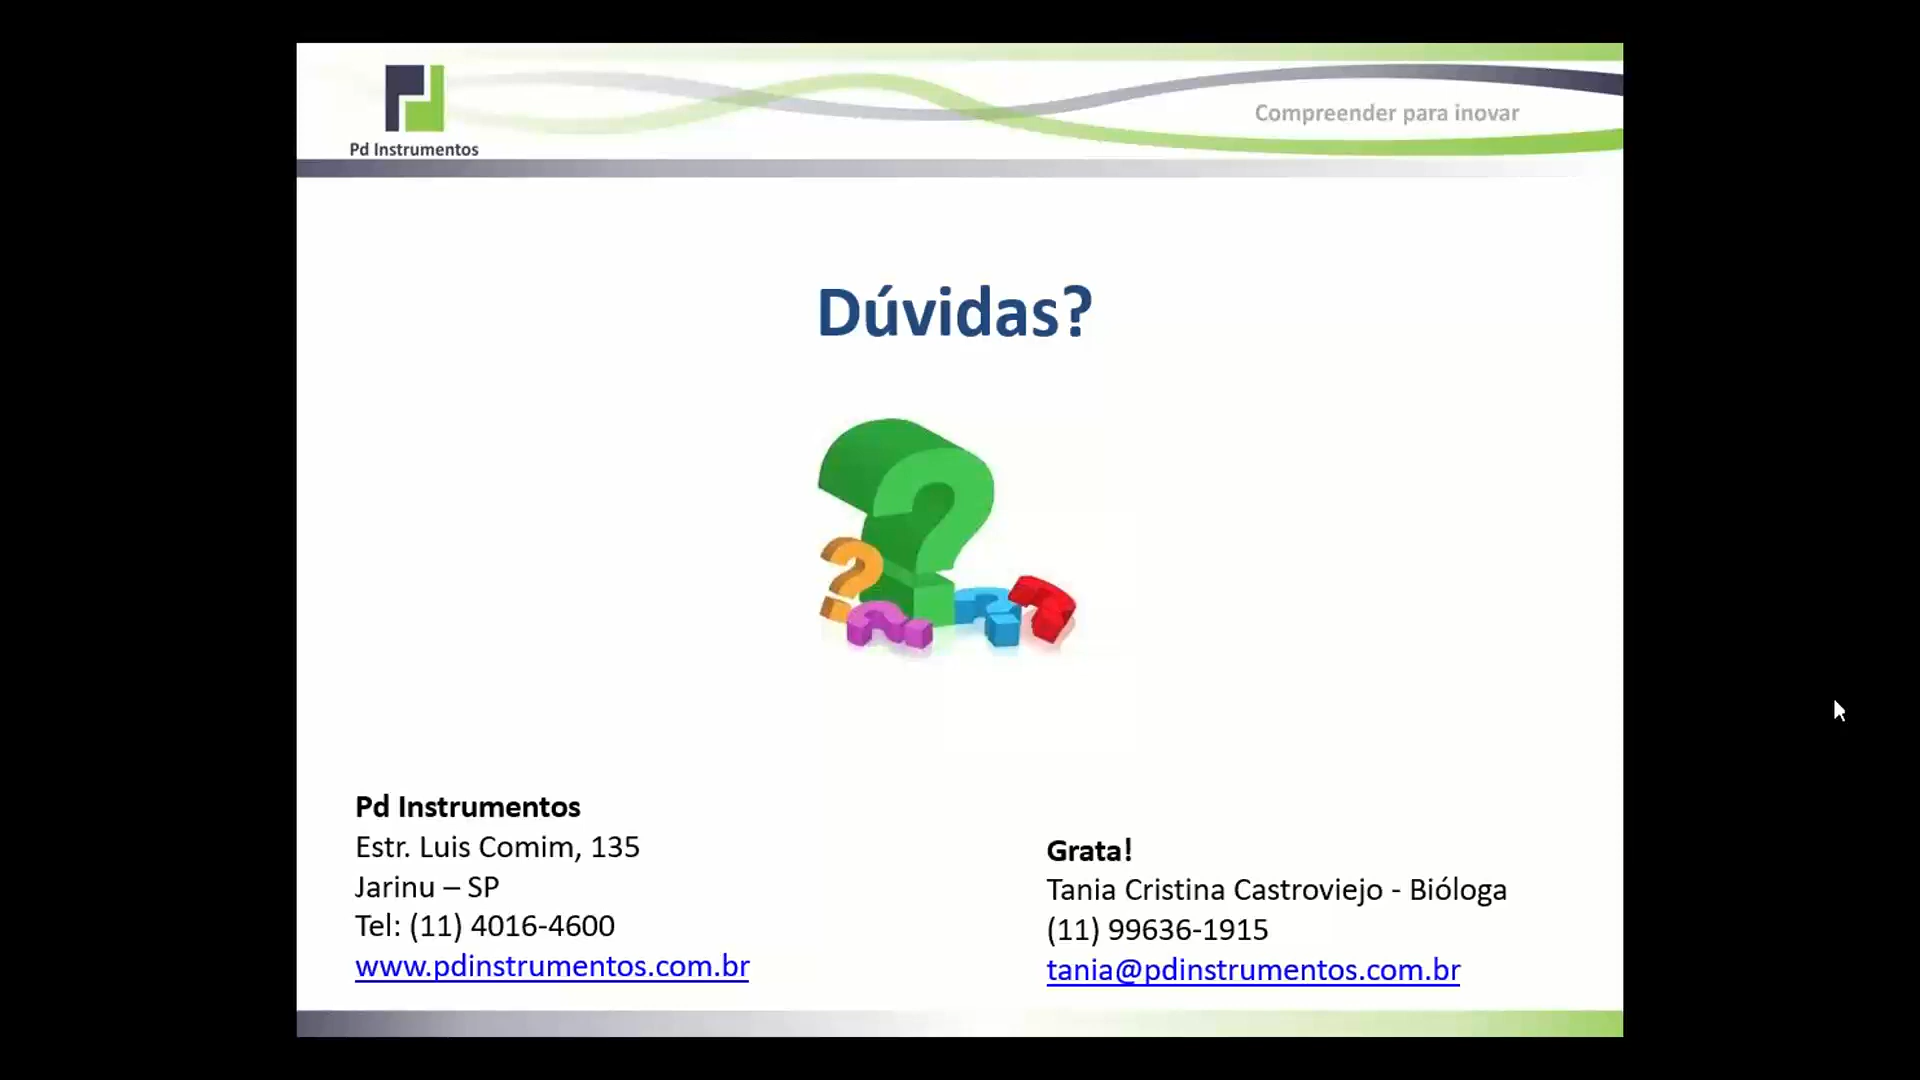 Pd Instrumentos
Compreender para inovar
Dúvidas?
Pd Instrumentos
Estr. Luis Comim, 135
Jarinu – SP
Tel: (11) 4016-4600
www.pdinstrumentos.com.br
Grata!
Tania Cristina Castroviejo - Bióloga
(11) 99636-1915
tania@pdinstrumentos.com.br